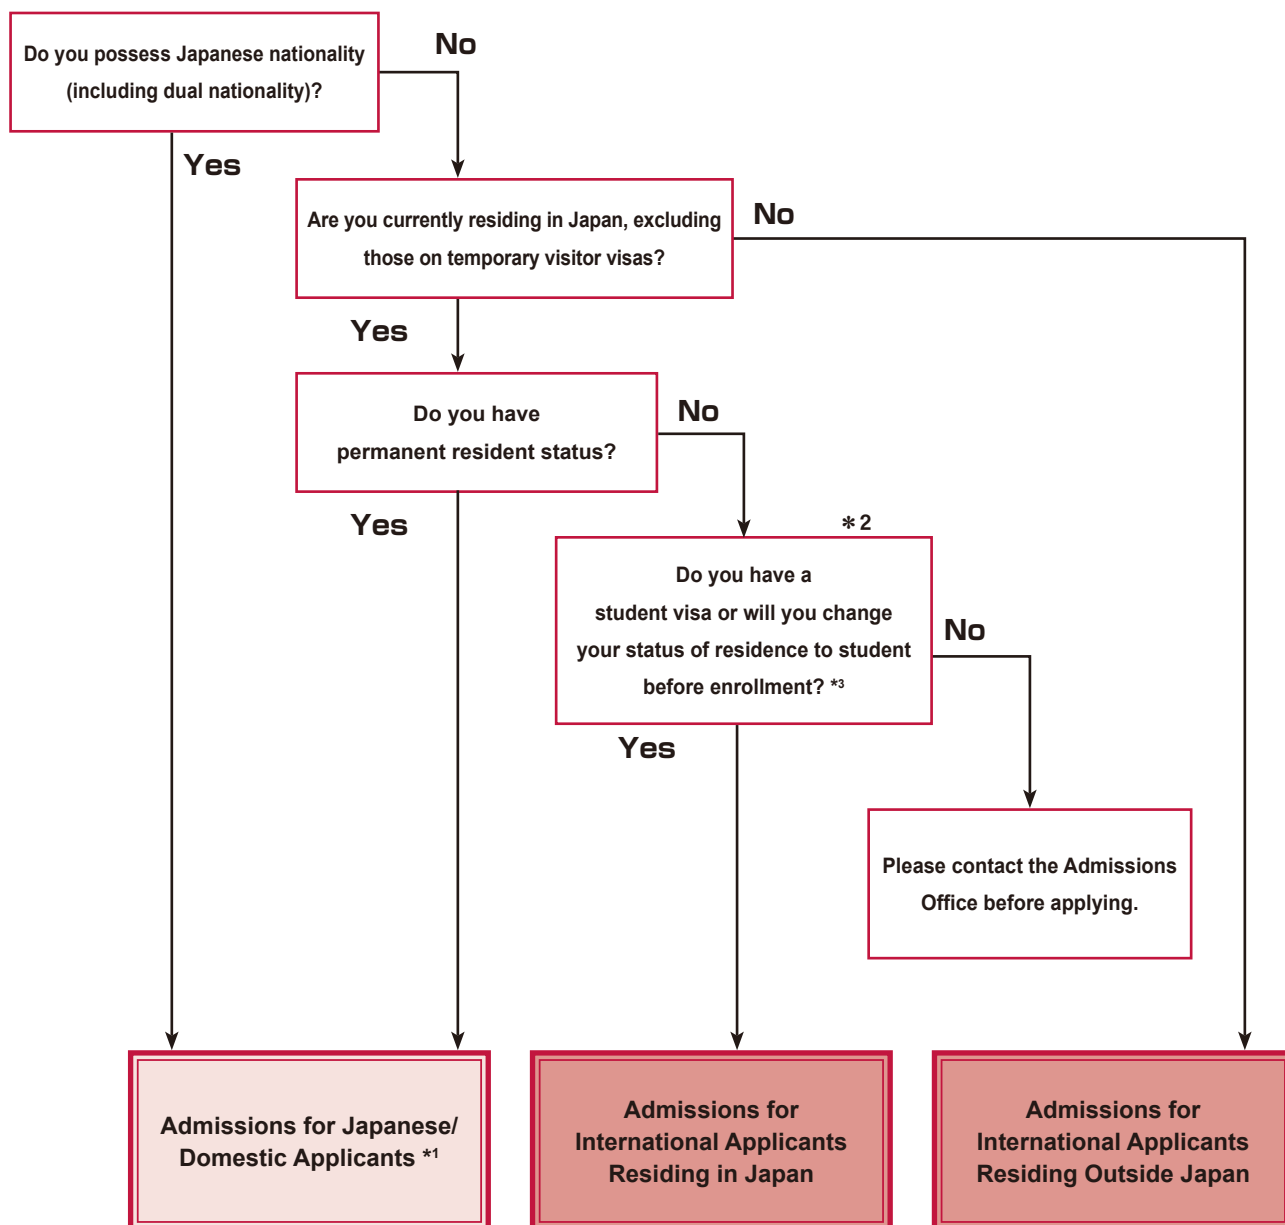 Do you possess Japanese nationality
(including dual nationality)?
No
Yes
Are you currently residing in Japan, excluding
those on temporary visitor visas?
No
Yes
Do you have
permanent resident status?
No
Yes
＊2
Do you have a
student visa or will you change
your status of residence to student
before enrollment? *3
No
Yes
Please contact the Admissions
Office before applying.
Admissions for Japanese/
Domestic Applicants *1
Admissions for
International Applicants
Residing in Japan
Admissions for
International Applicants
Residing Outside Japan